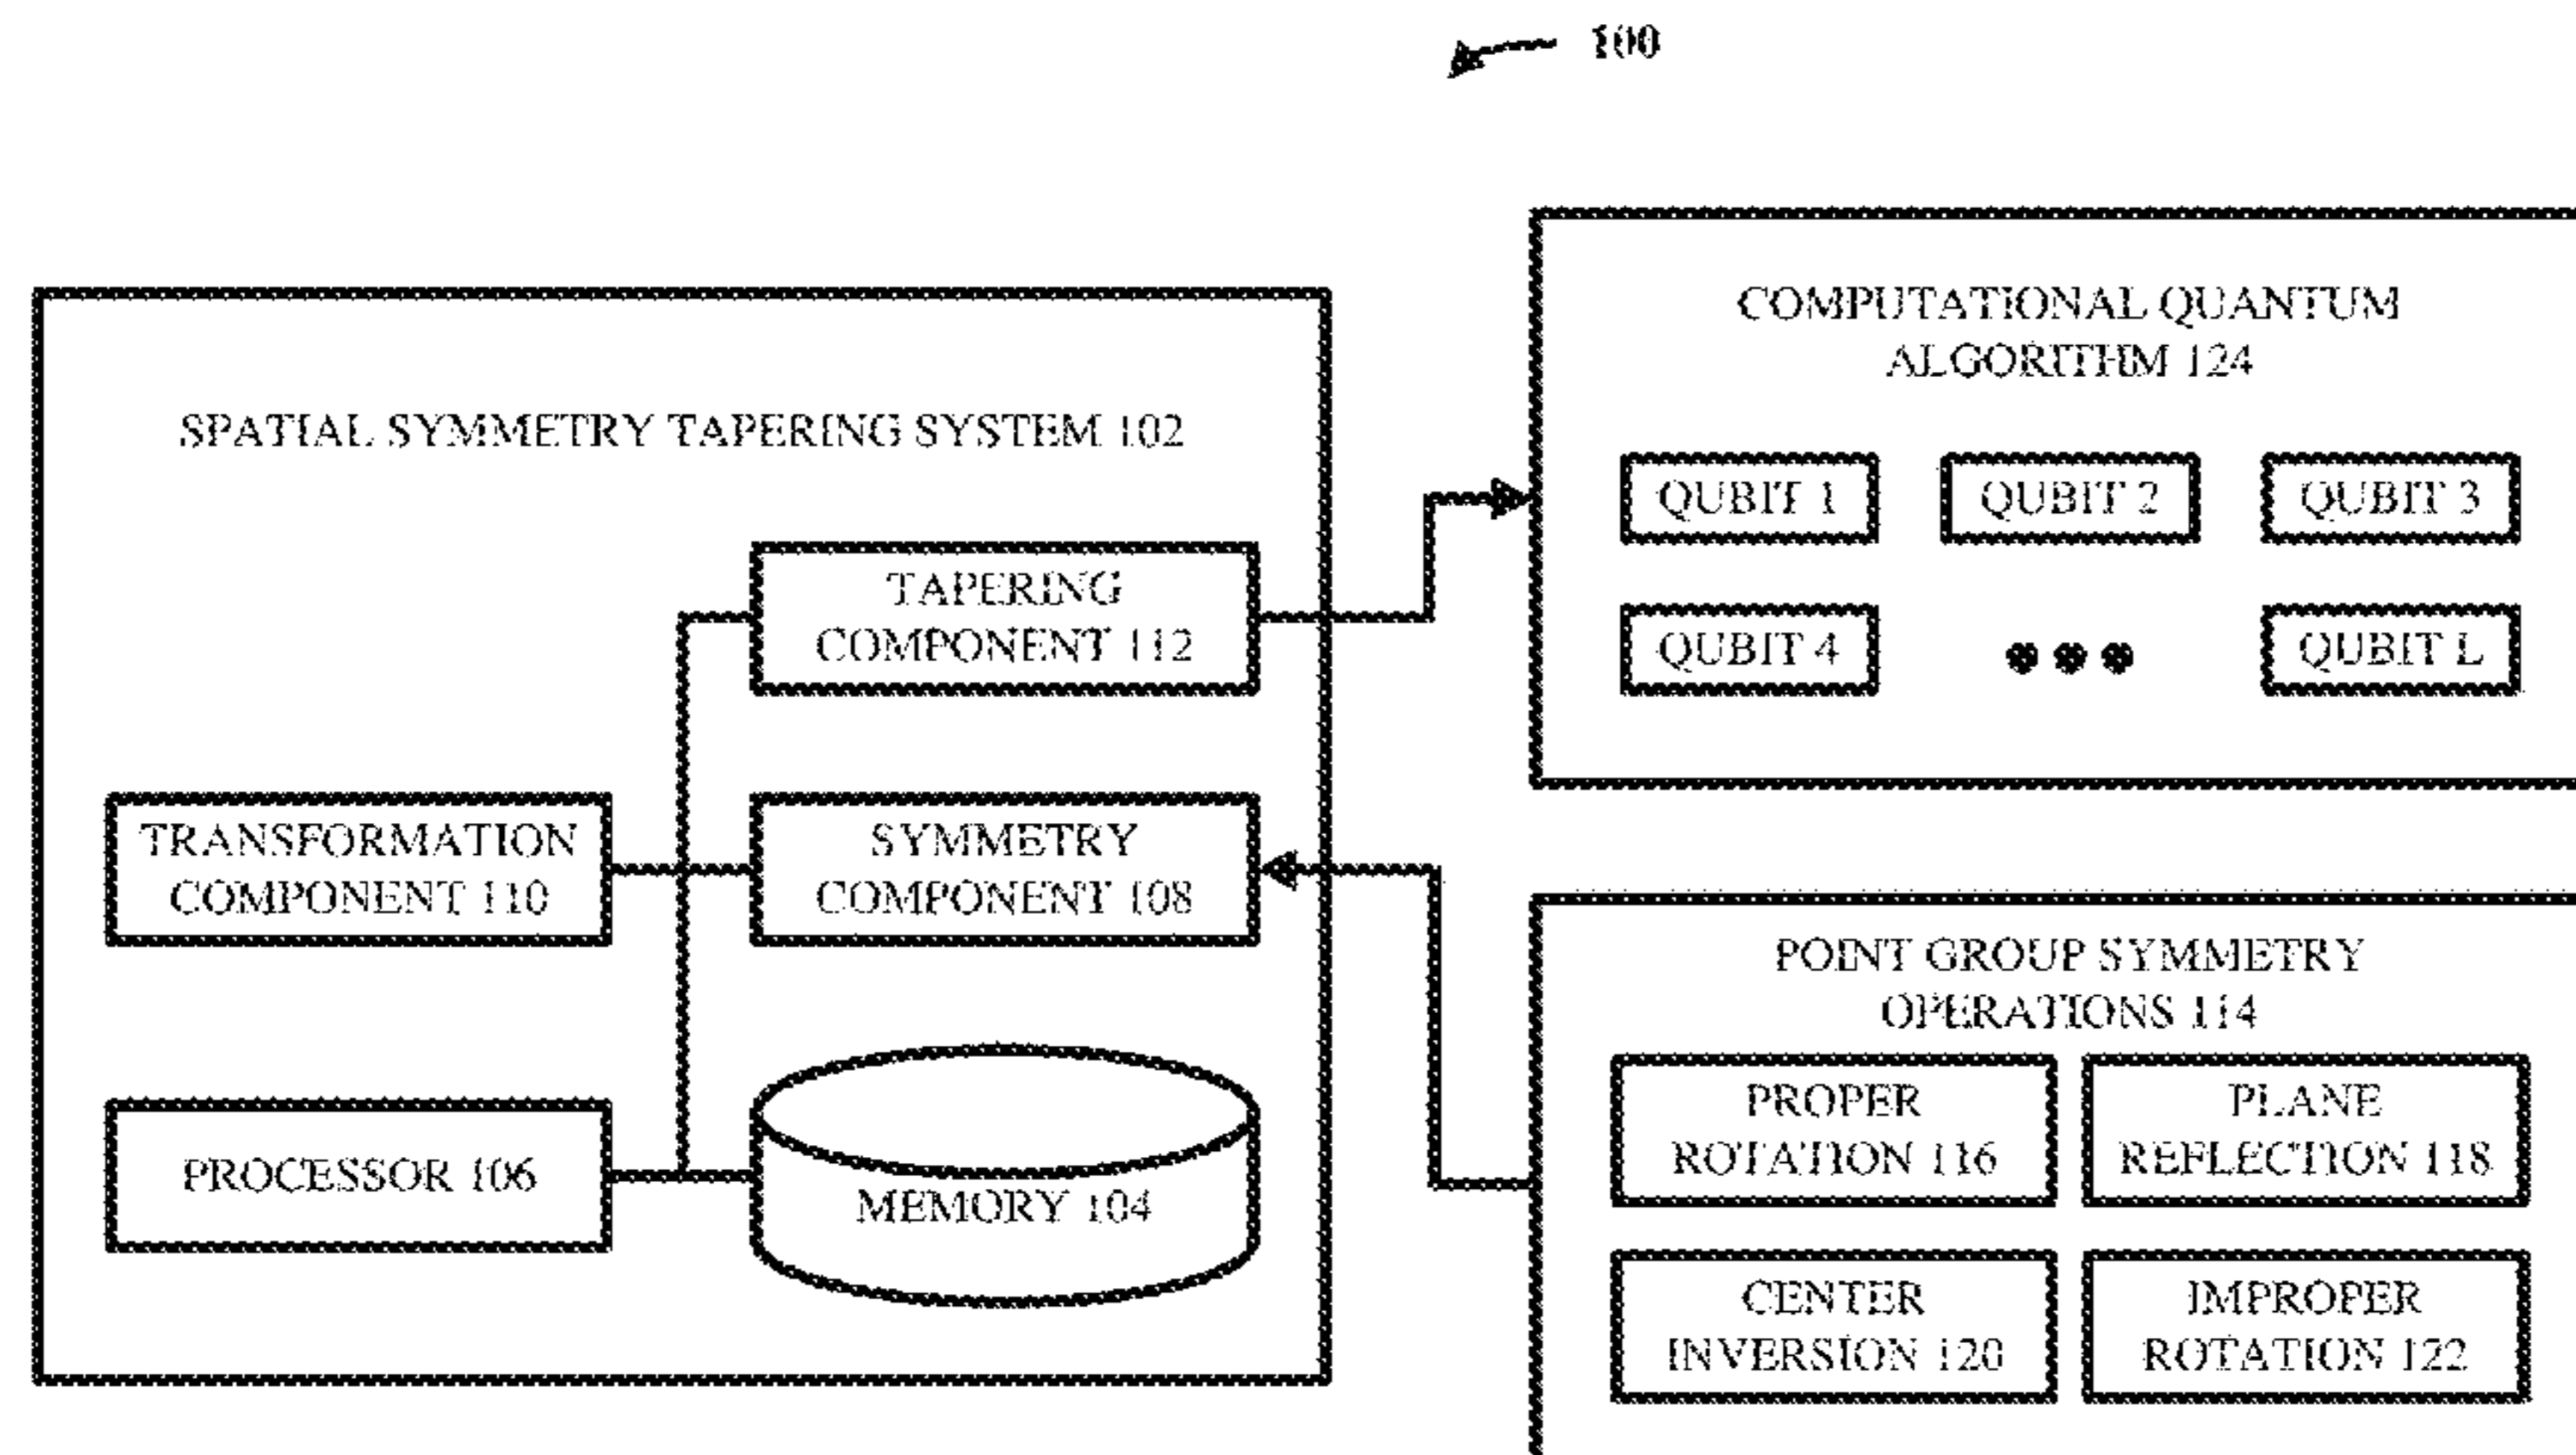 100
SPATIAL SYMMETRY TAPERING SYSTEM 102
TAPERING
COMPONENT 112
TRANSFORMATION
COMPONENT 110
SYMMETRY
COMPONENT 108
PROCESSOR 106
MEMORY 104
COMPUTATIONAL QUANTUM
ALGORITHM 124
QUBIT 1
QUBIT 2
QUBIT 3
QUBIT 4
QUBIT L
POINT GROUP SYMMETRY
OPERATIONS 114
PROPER
ROTATION 116
PLANE
REFLECTION 118
CENTER
INVERSION 120
IMPROPER
ROTATION 122